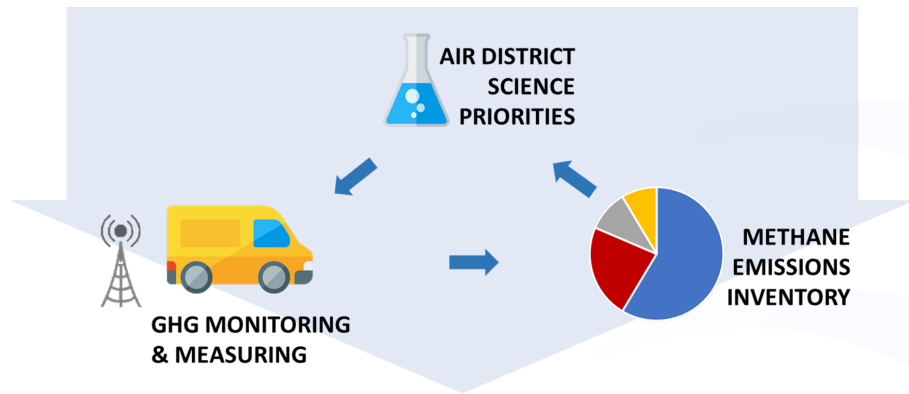 AIR DISTRICT
SCIENCE
PRIORITIES
METHANE
EMISSIONS
INVENTORY
GHG MONITORING
& MEASURING